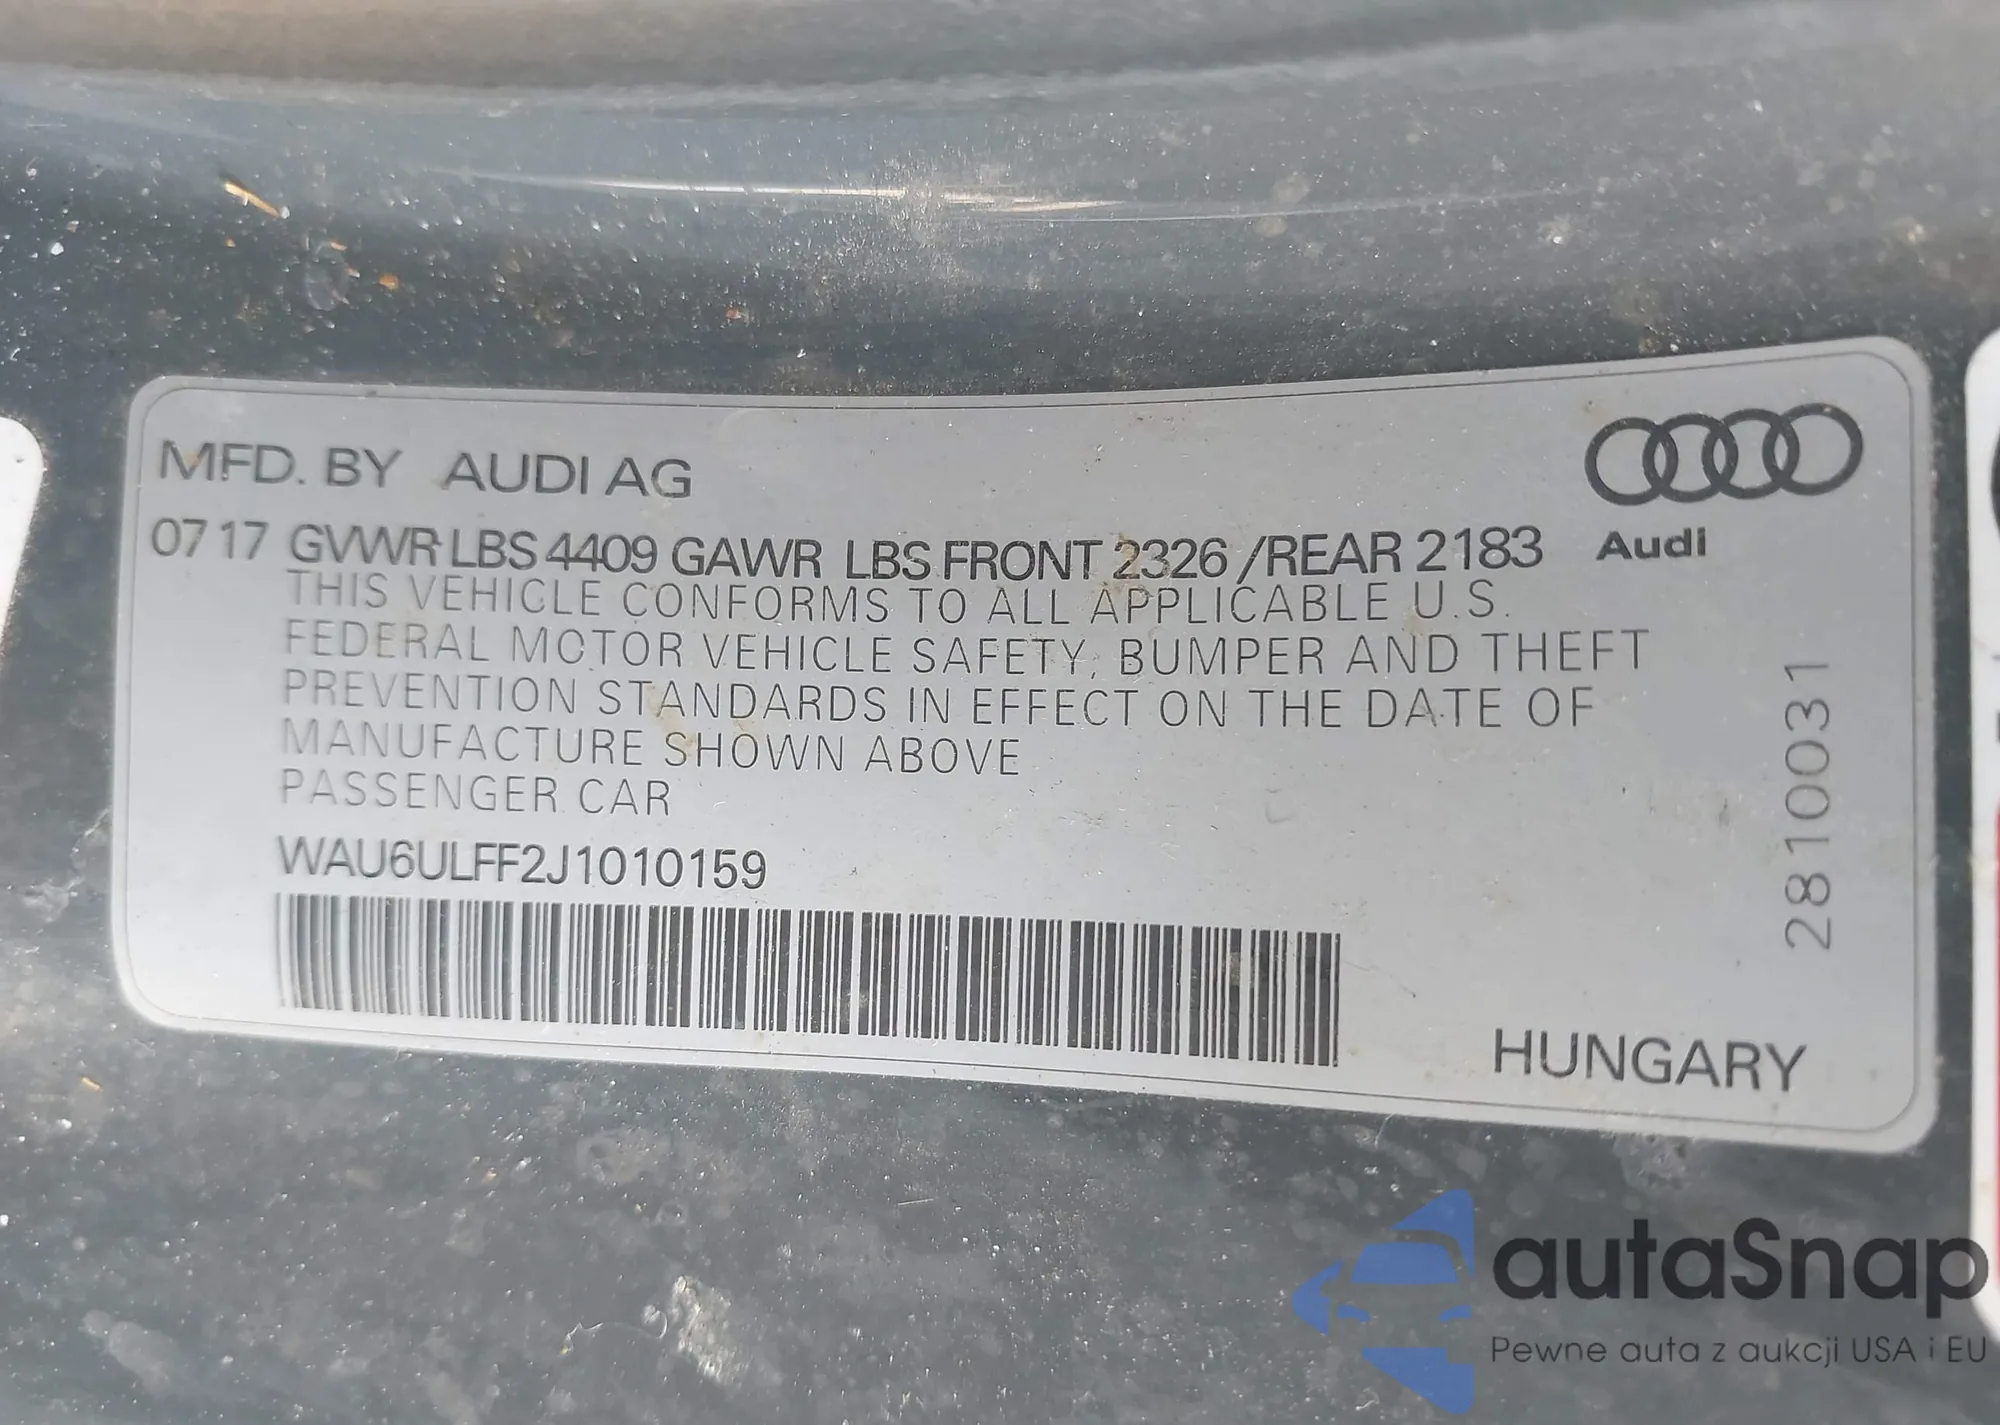 MFD. BY AUDI AG
07 17 GVWR LBS 4409 GAWR LBS FRONT 2326 /REAR 2183
Audi
THIS VEHICLE CONFORMS TO ALL APPLICABLE U.S.
FEDERAL MOTOR VEHICLE SAFETY, BUMPER AND THEFT
PREVENTION STANDARDS IN EFFECT ON THE DATE OF
MANUFACTURE SHOWN ABOVE
PASSENGER CAR
WAU6ULFF2J1010159
2810031
HUNGARY
autaSnap
Pewne auta z aukcji USA i EU